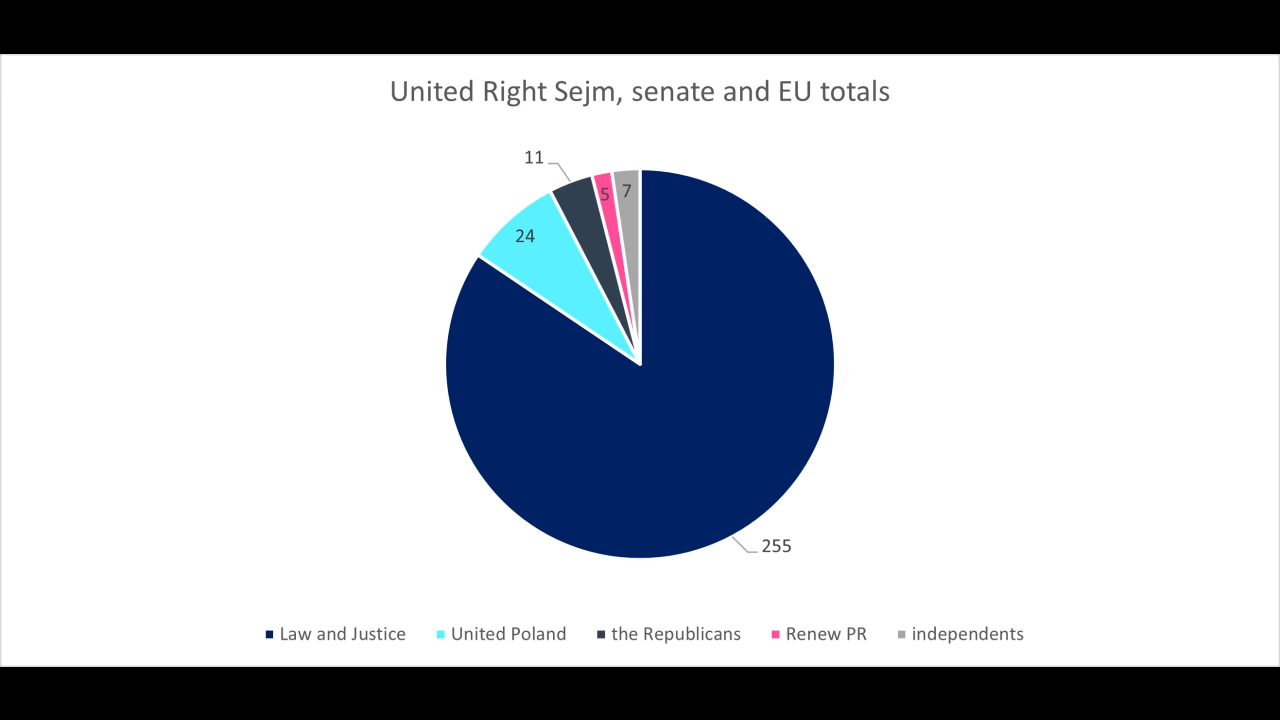 United Right Sejm, senate and EU totals
11
5
7
24
255
Law and Justice
United Poland
the Republicans
Renew PR
independents